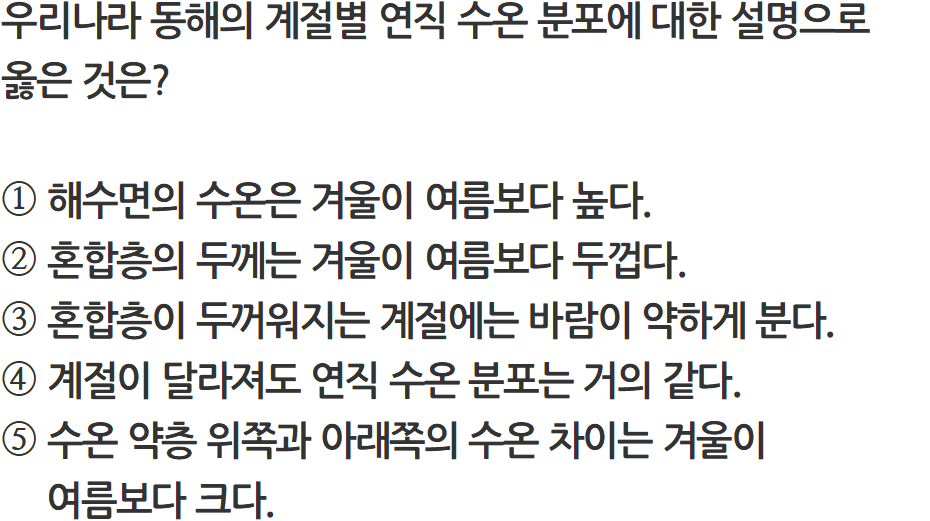 우리나라 동해의 계절별 연직 수온 분포에 대한 설명으로
옳은 것은?
① 해수면의 수온은 겨울이 여름보다 높다.
② 혼합층의 두께는 겨울이 여름보다 두껍다.
③ 혼합층이 두꺼워지는 계절에는 바람이 약하게 분다.
④ 계절이 달라져도 연직 수온 분포는 거의 같다.
⑤ 수온 약층 위쪽과 아래쪽의 수온 차이는 겨울이
여름보다 크다.